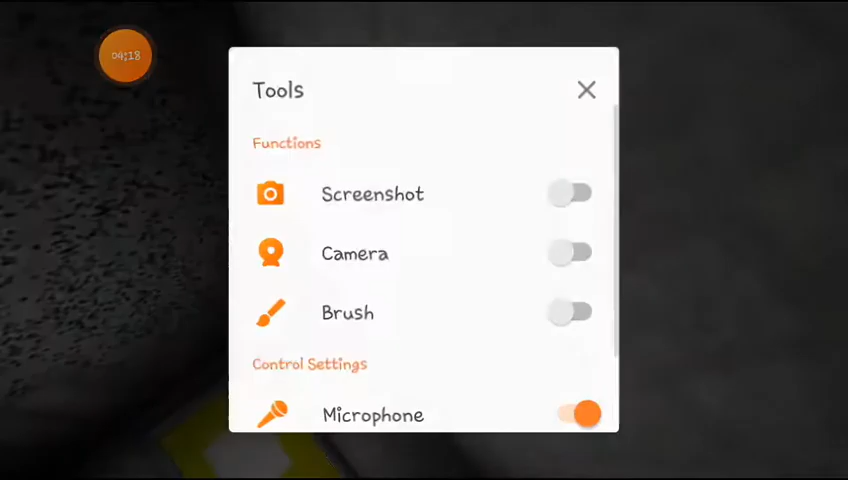 04:18
Tools
Functions
Screenshot
Camera
Brush
Control Settings
Microphone